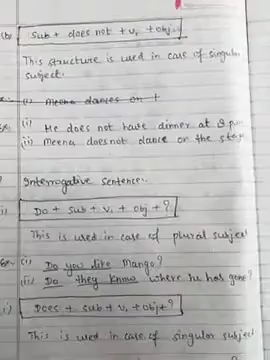 (b) Sub + does not + v₁ + obj.
This structure is used in case of singular
subject.
(i) Meena dances on t
Ex- (i) He does not have dinner at 9 p.m
(ii) Meena does not dance on the stage
Interrogative Sentence:-
i) Do + Sub + V₁ + obj + ?
This is used in case of plural subject
Ex- (i) Do you like Mango?
(ii) Do they know where he has gone?
i) Does + sub + v₁ + obj + ?
This is used in case of singular subject